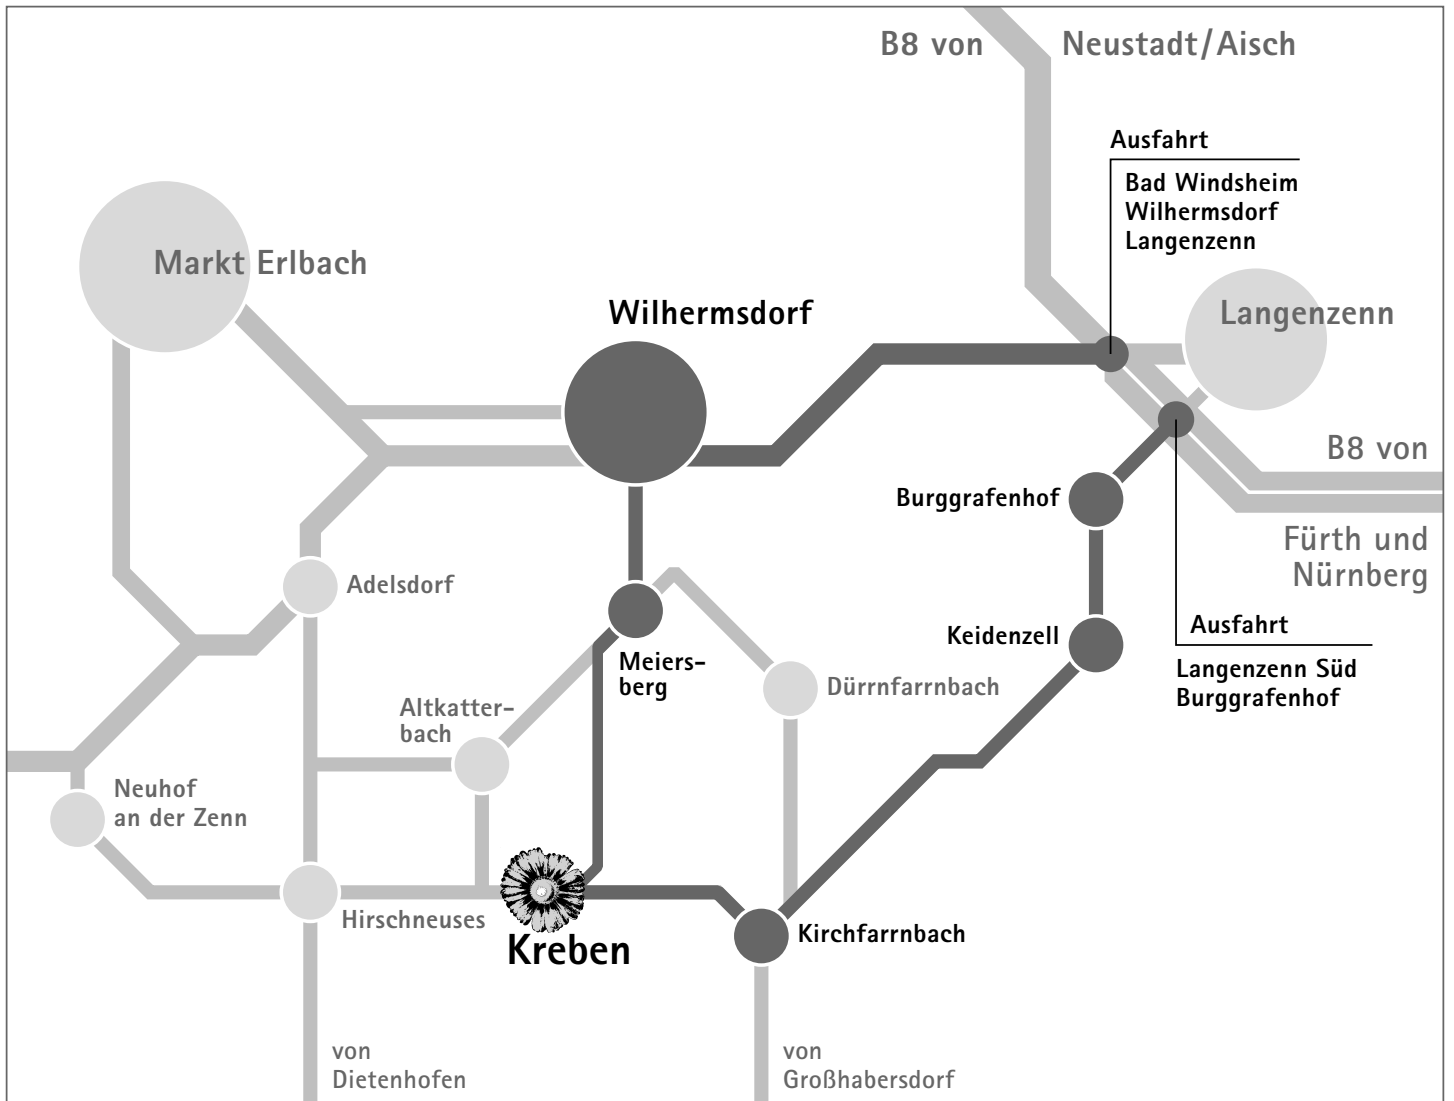 B8 von Neustadt/Aisch
Ausfahrt
Bad Windsheim
Wilhermsdorf
Langenzenn
Markt Erlbach
Wilhermsdorf
Langenzenn
B8 von
Fürth und
Nürnberg
Burggrafenhof
Adelsdorf
Keidenzell
Ausfahrt
Langenzenn Süd
Burggrafenhof
Meiers-
berg
Dürrnfarrnbach
Altkatter-
bach
Neuhof
an der Zenn
Hirschneuses
Kreben
Kirchfarrnbach
von
Dietenhofen
von
Großhabersdorf